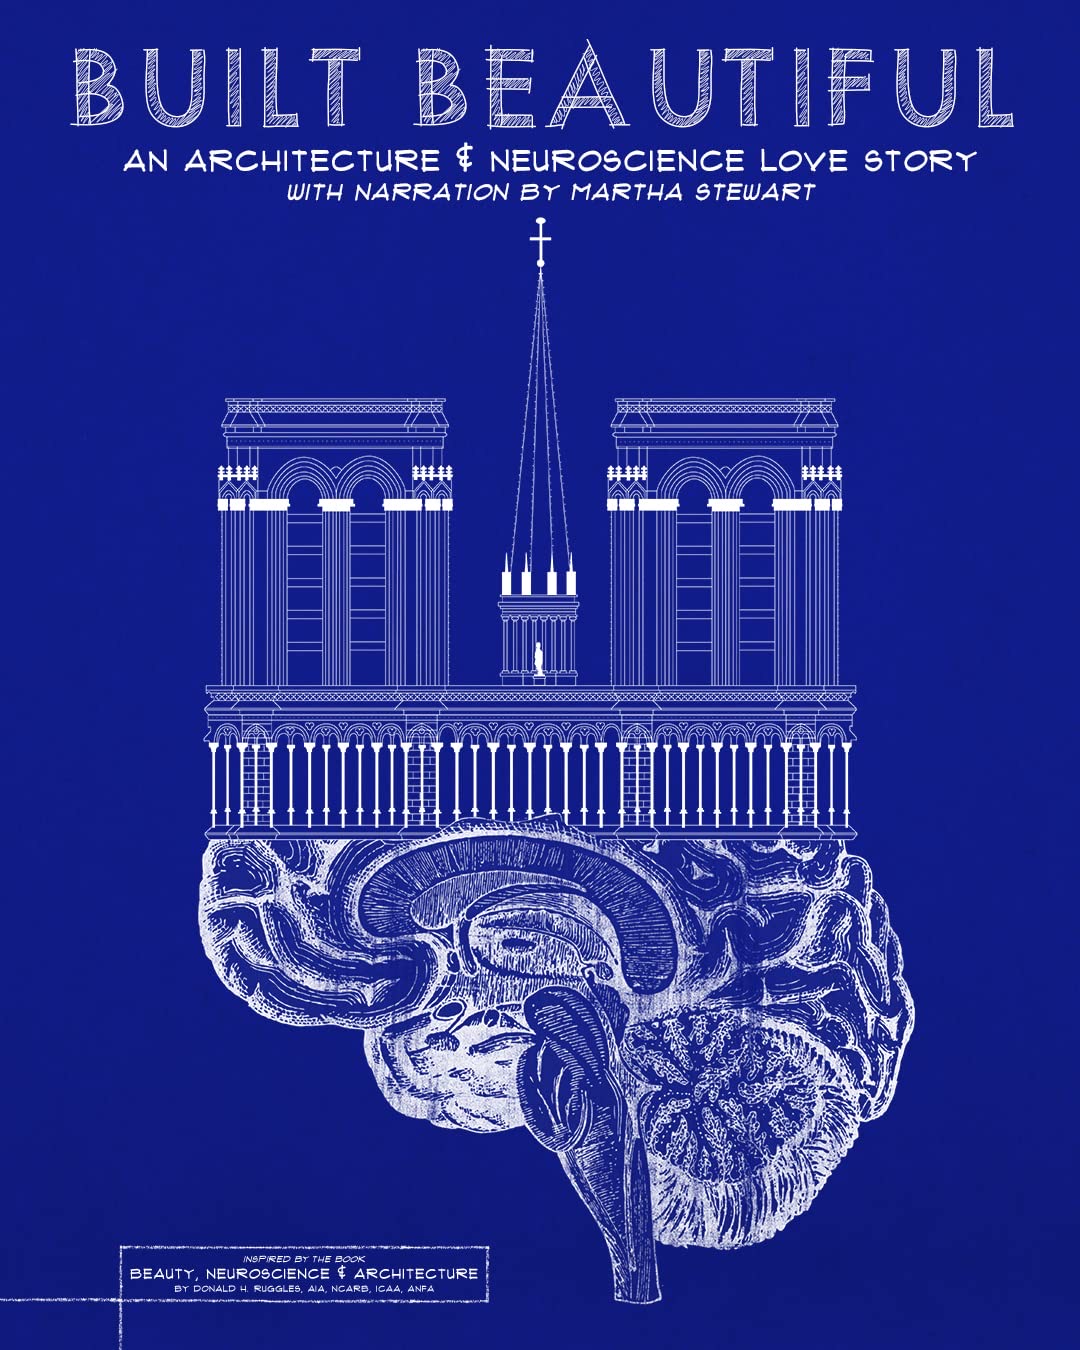 BUILT BEAUTIFUL
AN ARCHITECTURE & NEUROSCIENCE LOVE STORY
WITH NARRATION BY MARTHA STEWART
INSPIRED BY THE BOOK
BEAUTY, NEUROSCIENCE & ARCHITECTURE
BY DONALD H. RUGGLES, AIA, NCARB, ICAA, ANFA